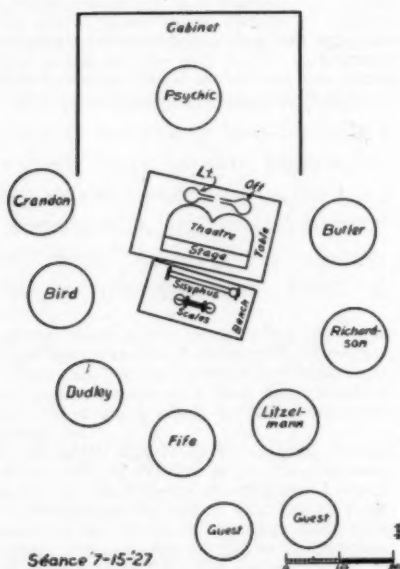 Cabinet
Psychic
Lt.
Off
Theatre
Stage
Table
Sisyphus
Scales
Bench
Crandon
Butler
Bird
Richard-
son
Dudley
Litzel-
mann
Fife
Guest
Guest
Séance 7-15-'27